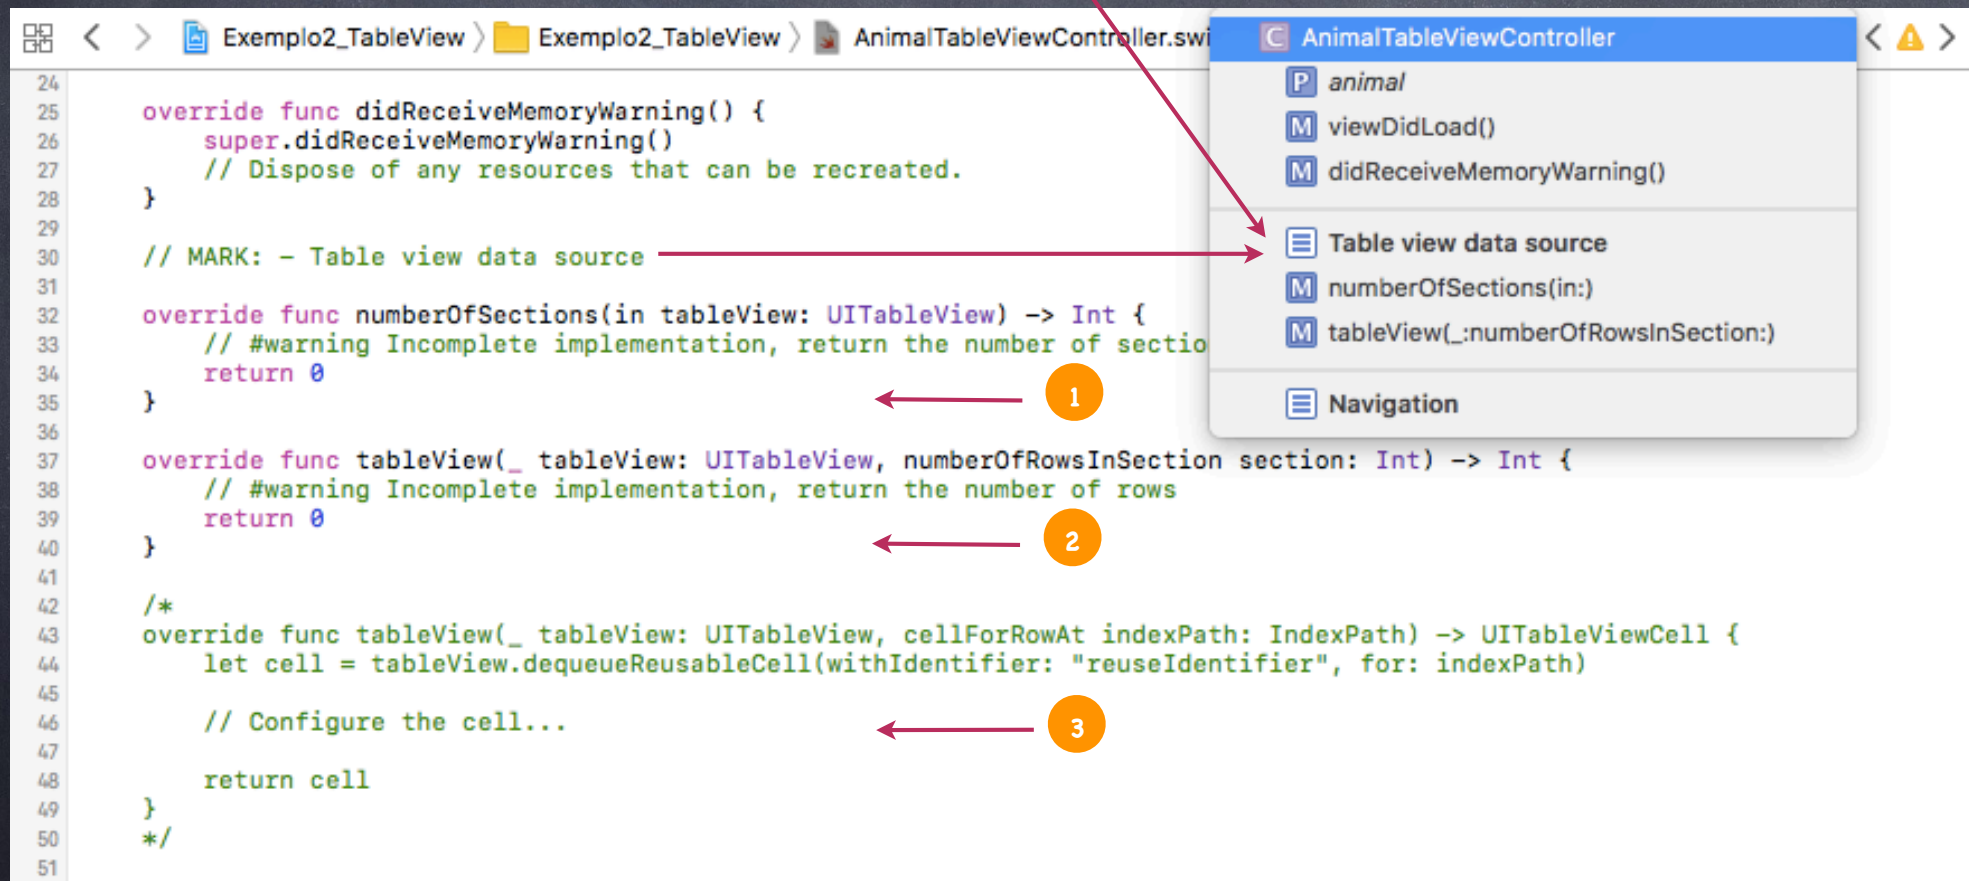 Exemplo2_TableView
Exemplo2_TableView
AnimalTableViewController.swi
C AnimalTableViewController
P animal
M viewDidLoad()
M didReceiveMemoryWarning()
Table view data source
M numberOfSections(in:)
M tableView(_:numberOfRowsInSection:)
Navigation
24
25 override func didReceiveMemoryWarning() {
26 super.didReceiveMemoryWarning()
27 // Dispose of any resources that can be recreated.
28 }
29
30 // MARK: - Table view data source
31
32 override func numberOfSections(in tableView: UITableView) -> Int {
33 // #warning Incomplete implementation, return the number of sectio
34 return 0
35 }
1
36
37 override func tableView(_ tableView: UITableView, numberOfRowsInSection section: Int) -> Int {
38 // #warning Incomplete implementation, return the number of rows
39 return 0
40 }
2
41
42 /*
43 override func tableView(_ tableView: UITableView, cellForRowAt indexPath: IndexPath) -> UITableViewCell {
44 let cell = tableView.dequeueReusableCell(withIdentifier: "reuseIdentifier", for: indexPath)
45
46 // Configure the cell...
3
47
48 return cell
49 }
50 */
51